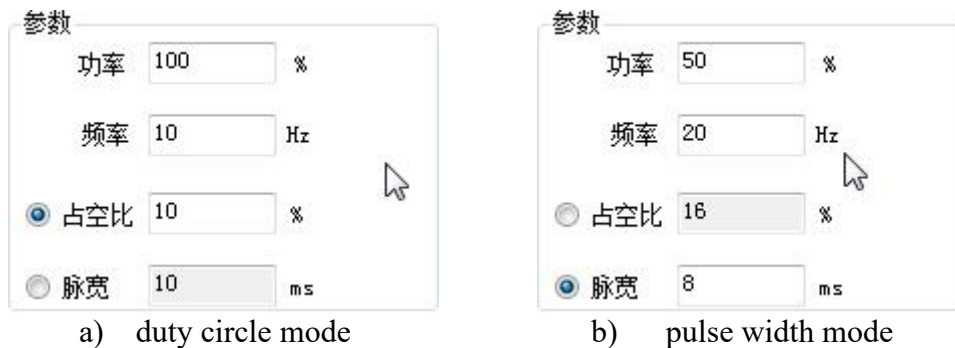 参数
功率 100 %
频率 10 Hz
占空比 10 %
脉宽 10 ms
a) duty circle mode
参数
功率 50 %
频率 20 Hz
占空比 16 %
脉宽 8 ms
b) pulse width mode